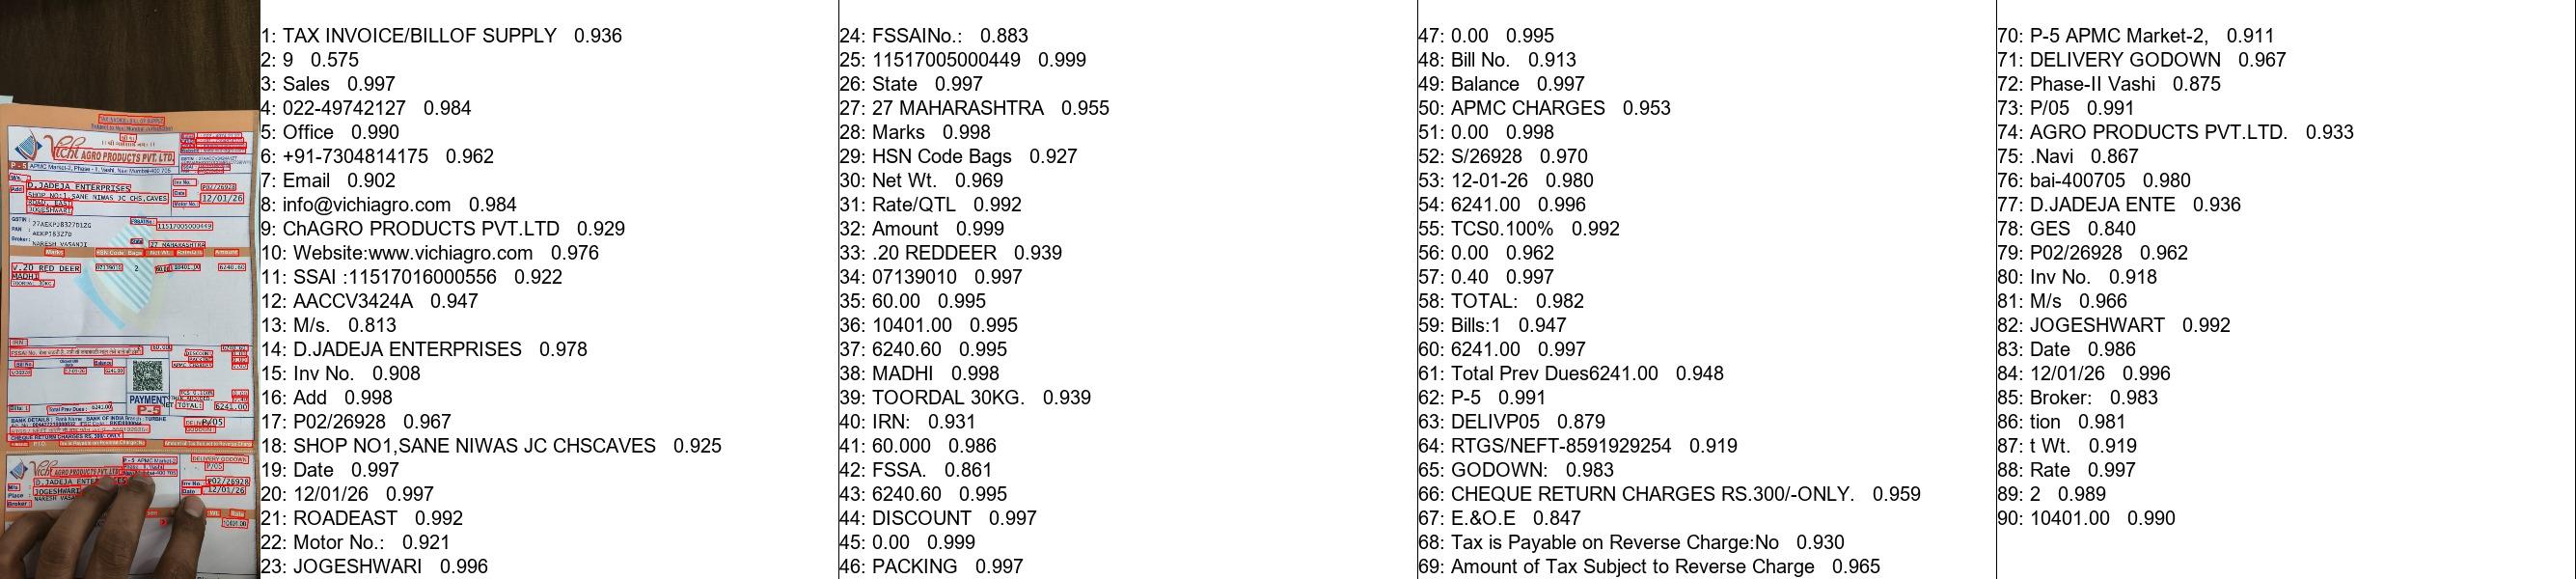 1: TAX INVOICE/BILLOF SUPPLY 0.936
2: 9 0.575
3: Sales 0.997
4: 022-49742127 0.984
5: Office 0.990
6: +91-7304814175 0.962
7: Email 0.902
8: info@vichiagro.com 0.984
9: ChAGRO PRODUCTS PVT.LTD 0.929
10: Website:www.vichiagro.com 0.976
11: SSAI :11517016000556 0.922
12: AACCV3424A 0.947
13: M/s. 0.813
14: D.JADEJA ENTERPRISES 0.978
15: Inv No. 0.908
16: Add 0.998
17: P02/26928 0.967
18: SHOP NO1,SANE NIWAS JC CHSCAVES 0.925
19: Date 0.997
20: 12/01/26 0.997
21: ROADEAST 0.992
22: Motor No.: 0.921
23: JOGESHWARI 0.996
24: FSSAINo.: 0.883
25: 11517005000449 0.999
26: State 0.997
27: 27 MAHARASHTRA 0.955
28: Marks 0.998
29: HSN Code Bags 0.927
30: Net Wt. 0.969
31: Rate/QTL 0.992
32: Amount 0.999
33: .20 REDDEER 0.939
34: 07139010 0.997
35: 60.00 0.995
36: 10401.00 0.995
37: 6240.60 0.995
38: MADHI 0.998
39: TOORDAL 30KG. 0.939
40: IRN: 0.931
41: 60.000 0.986
42: FSSA. 0.861
43: 6240.60 0.995
44: DISCOUNT 0.997
45: 0.00 0.999
46: PACKING 0.997
47: 0.00 0.995
48: Bill No. 0.913
49: Balance 0.997
50: APMC CHARGES 0.953
51: 0.00 0.998
52: S/26928 0.970
53: 12-01-26 0.980
54: 6241.00 0.996
55: TCS0.100% 0.992
56: 0.00 0.962
57: 0.40 0.997
58: TOTAL: 0.982
59: Bills:1 0.947
60: 6241.00 0.997
61: Total Prev Dues6241.00 0.948
62: P-5 0.991
63: DELIVP05 0.879
64: RTGS/NEFT-8591929254 0.919
65: GODOWN: 0.983
66: CHEQUE RETURN CHARGES RS.300/-ONLY. 0.959
67: E.&O.E 0.847
68: Tax is Payable on Reverse Charge:No 0.930
69: Amount of Tax Subject to Reverse Charge 0.965
70: P-5 APMC Market-2, 0.911
71: DELIVERY GODOWN 0.967
72: Phase-II Vashi 0.875
73: P/05 0.991
74: AGRO PRODUCTS PVT.LTD. 0.933
75: .Navi 0.867
76: bai-400705 0.980
77: D.JADEJA ENTE 0.936
78: GES 0.840
79: P02/26928 0.962
80: Inv No. 0.918
81: M/s 0.966
82: JOGESHWART 0.992
83: Date 0.986
84: 12/01/26 0.996
85: Broker: 0.983
86: tion 0.981
87: t Wt. 0.919
88: Rate 0.997
89: 2 0.989
90: 10401.00 0.990